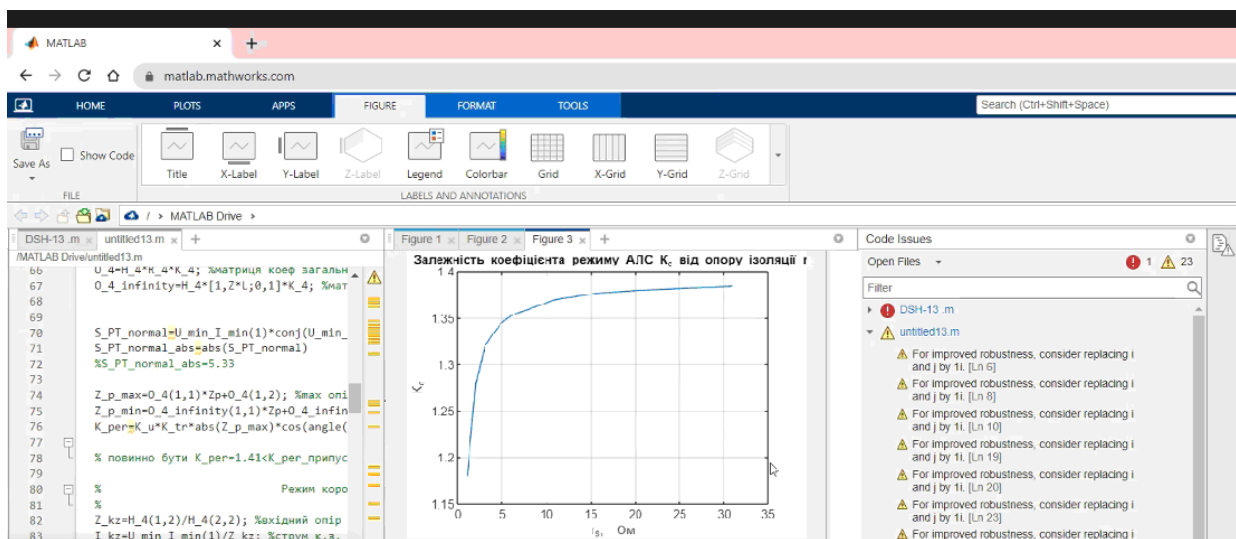 MATLAB
matlab.mathworks.com
HOME PLOTS APPS FIGURE FORMAT TOOLS Search (Ctrl+Shift+Space)
Save As Show Code Title X-Label Y-Label Z-Label Legend Colorbar Grid X-Grid Y-Grid Z-Grid
FILE LABELS AND ANNOTATIONS
/ > MATLAB Drive >
DSH-13 .m × untitled13.m × +
Figure 1 × Figure 2 × Figure 3 × +
Code Issues
/MATLAB Drive/untitled13.m
Open Files 1 23
Filter
66 U_4=H_4*R_4*K_4; %матриця коеф загальн
67 O_4_infinity=H_4*[1,Z*L;0,1]*K_4; %мат
68
69
70 S_PT_normal=U_min_I_min(1)*conj(U_min_
71 S_PT_normal_abs=abs(S_PT_normal)
72 %S_PT_normal_abs=5.33
73
74 Z_p_max=O_4(1,1)*Zp+O_4(1,2); %max опі
75 Z_p_min=O_4_infinity(1,1)*Zp+O_4_infin
76 K_per=K_u*K_tr*abs(Z_p_max)*cos(angle(
77
78 % повинно бути K_per=1.41<K_per_припус
79
80 % Режим коро
81 %
82 Z_kz=H_4(1,2)/H_4(2,2); %вхідний опір
83 I_kz=U_min_I_min(1)/Z_kz; %струм к.з.
Залежність коефіцієнта режиму АЛС Kc від опору ізоляції r
1.4
1.35
1.3
1.25
1.2
1.15
Kc
0 5 10 15 20 25 30 35
Ом
DSH-13 .m
untitled13.m
For improved robustness, consider replacing i
and j by 1i. [Ln 6]
For improved robustness, consider replacing i
and j by 1i. [Ln 8]
For improved robustness, consider replacing i
and j by 1i. [Ln 10]
For improved robustness, consider replacing i
and j by 1i. [Ln 19]
For improved robustness, consider replacing i
and j by 1i. [Ln 20]
For improved robustness, consider replacing i
and j by 1i. [Ln 23]
For improved robustness, consider replacing i